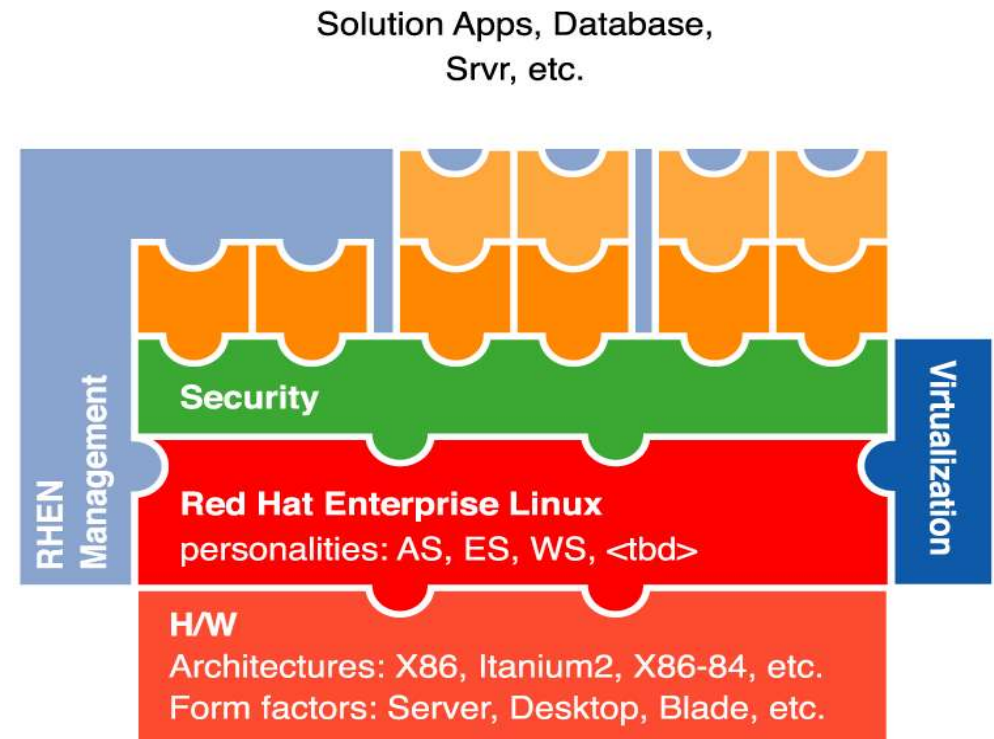 Solution Apps, Database,
Srvr, etc.
RHEN
Management
Security
Virtualization
Red Hat Enterprise Linux
personalities: AS, ES, WS, <tbd>
H/W
Architectures: X86, Itanium2, X86-84, etc.
Form factors: Server, Desktop, Blade, etc.